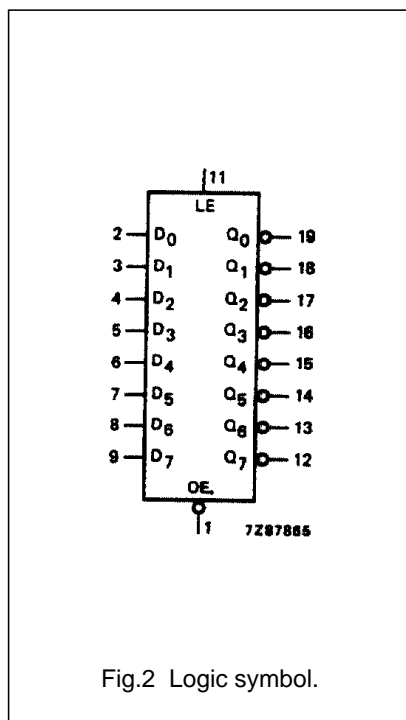 11
LE
2 D0 Q0 19
3 D1 Q1 18
4 D2 Q2 17
5 D3 Q3 16
6 D4 Q4 15
7 D5 Q5 14
8 D6 Q6 13
9 D7 Q7 12
OE.
1 7Z87865
Fig.2 Logic symbol.